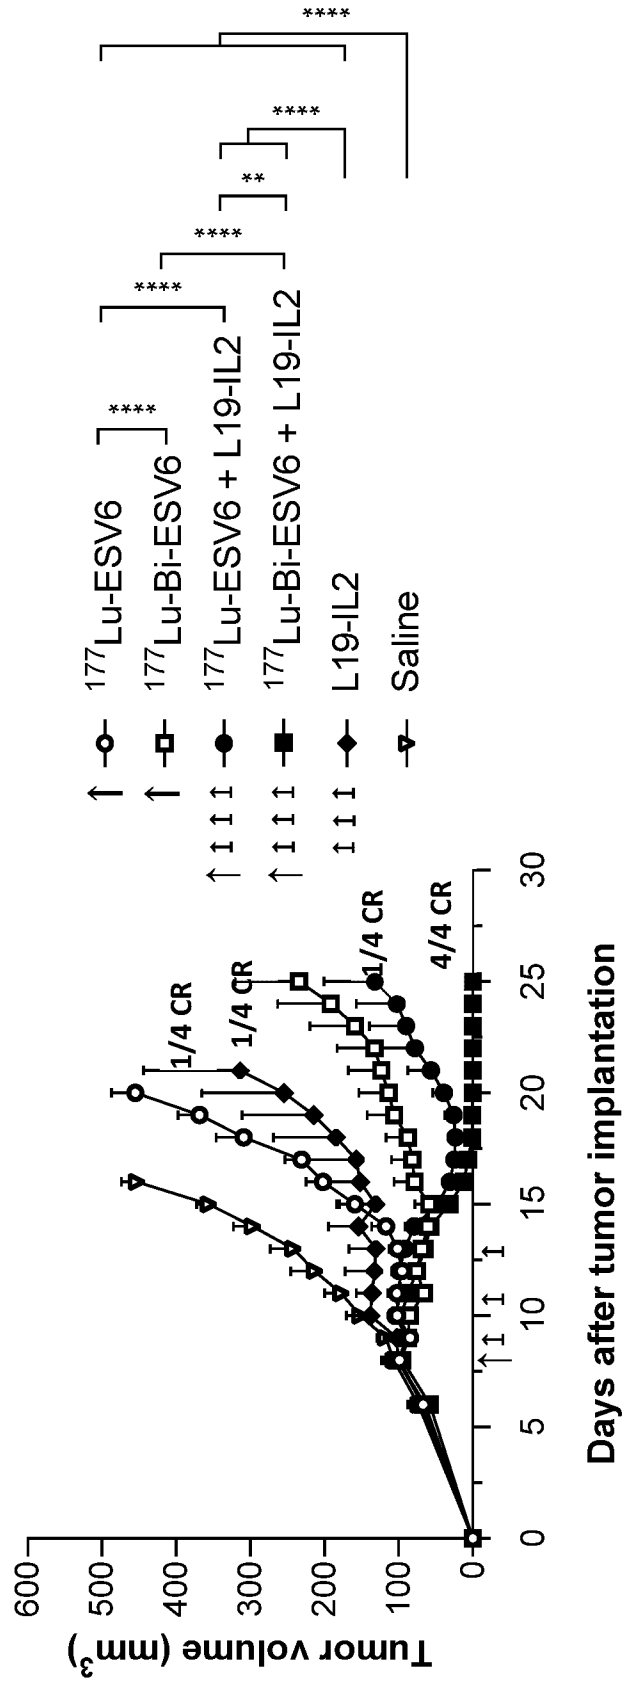 Tumor volume (mm³)
600
500
400
300
200
100
0
0
5
10
15
20
25
30
Days after tumor implantation
1/4 CR
1/4 CR
1/4 CR
4/4 CR
¹⁷⁷Lu-ESV6
¹⁷⁷Lu-Bi-ESV6
¹⁷⁷Lu-ESV6 + L19-IL2
¹⁷⁷Lu-Bi-ESV6 + L19-IL2
L19-IL2
Saline
****
****
****
**
****
****